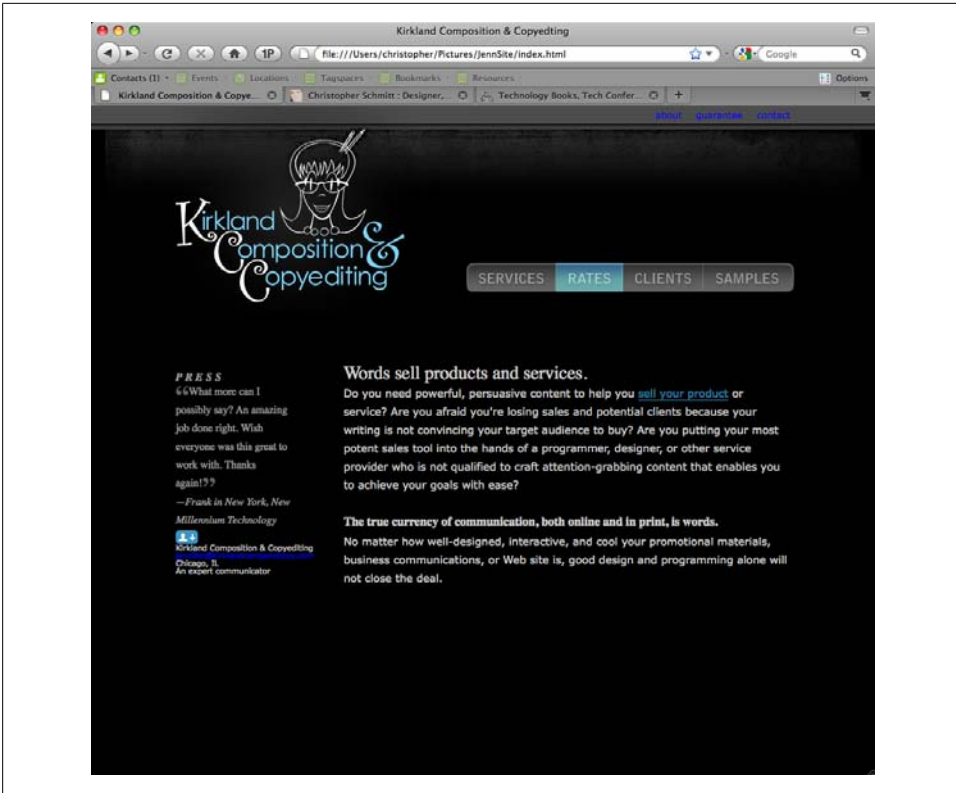 Kirkland Composition & Copyedting
1P
file:///Users/christopher/Pictures/JennSite/index.html
Google
Contacts (1) Events Locations Tagspaces Bookmarks Resources Options
Kirkland Composition & Copye... Christopher Schmitt : Designer,... Technology Books, Tech Confer... +
about guarantee contact
Kirkland
Composition &
Copyediting
SERVICES RATES CLIENTS SAMPLES
PRESS
“What more can I
possibly say? An amazing
job done right. Wish
everyone was this great to
work with. Thanks
again!”
—Frank in New York, New
Millennium Technology
Kirkland Composition & Copyediting
Chicago, IL
An expert communicator
Words sell products and services.
Do you need powerful, persuasive content to help you sell your product or
service? Are you afraid you're losing sales and potential clients because your
writing is not convincing your target audience to buy? Are you putting your most
potent sales tool into the hands of a programmer, designer, or other service
provider who is not qualified to craft attention-grabbing content that enables you
to achieve your goals with ease?
The true currency of communication, both online and in print, is words.
No matter how well-designed, interactive, and cool your promotional materials,
business communications, or Web site is, good design and programming alone will
not close the deal.